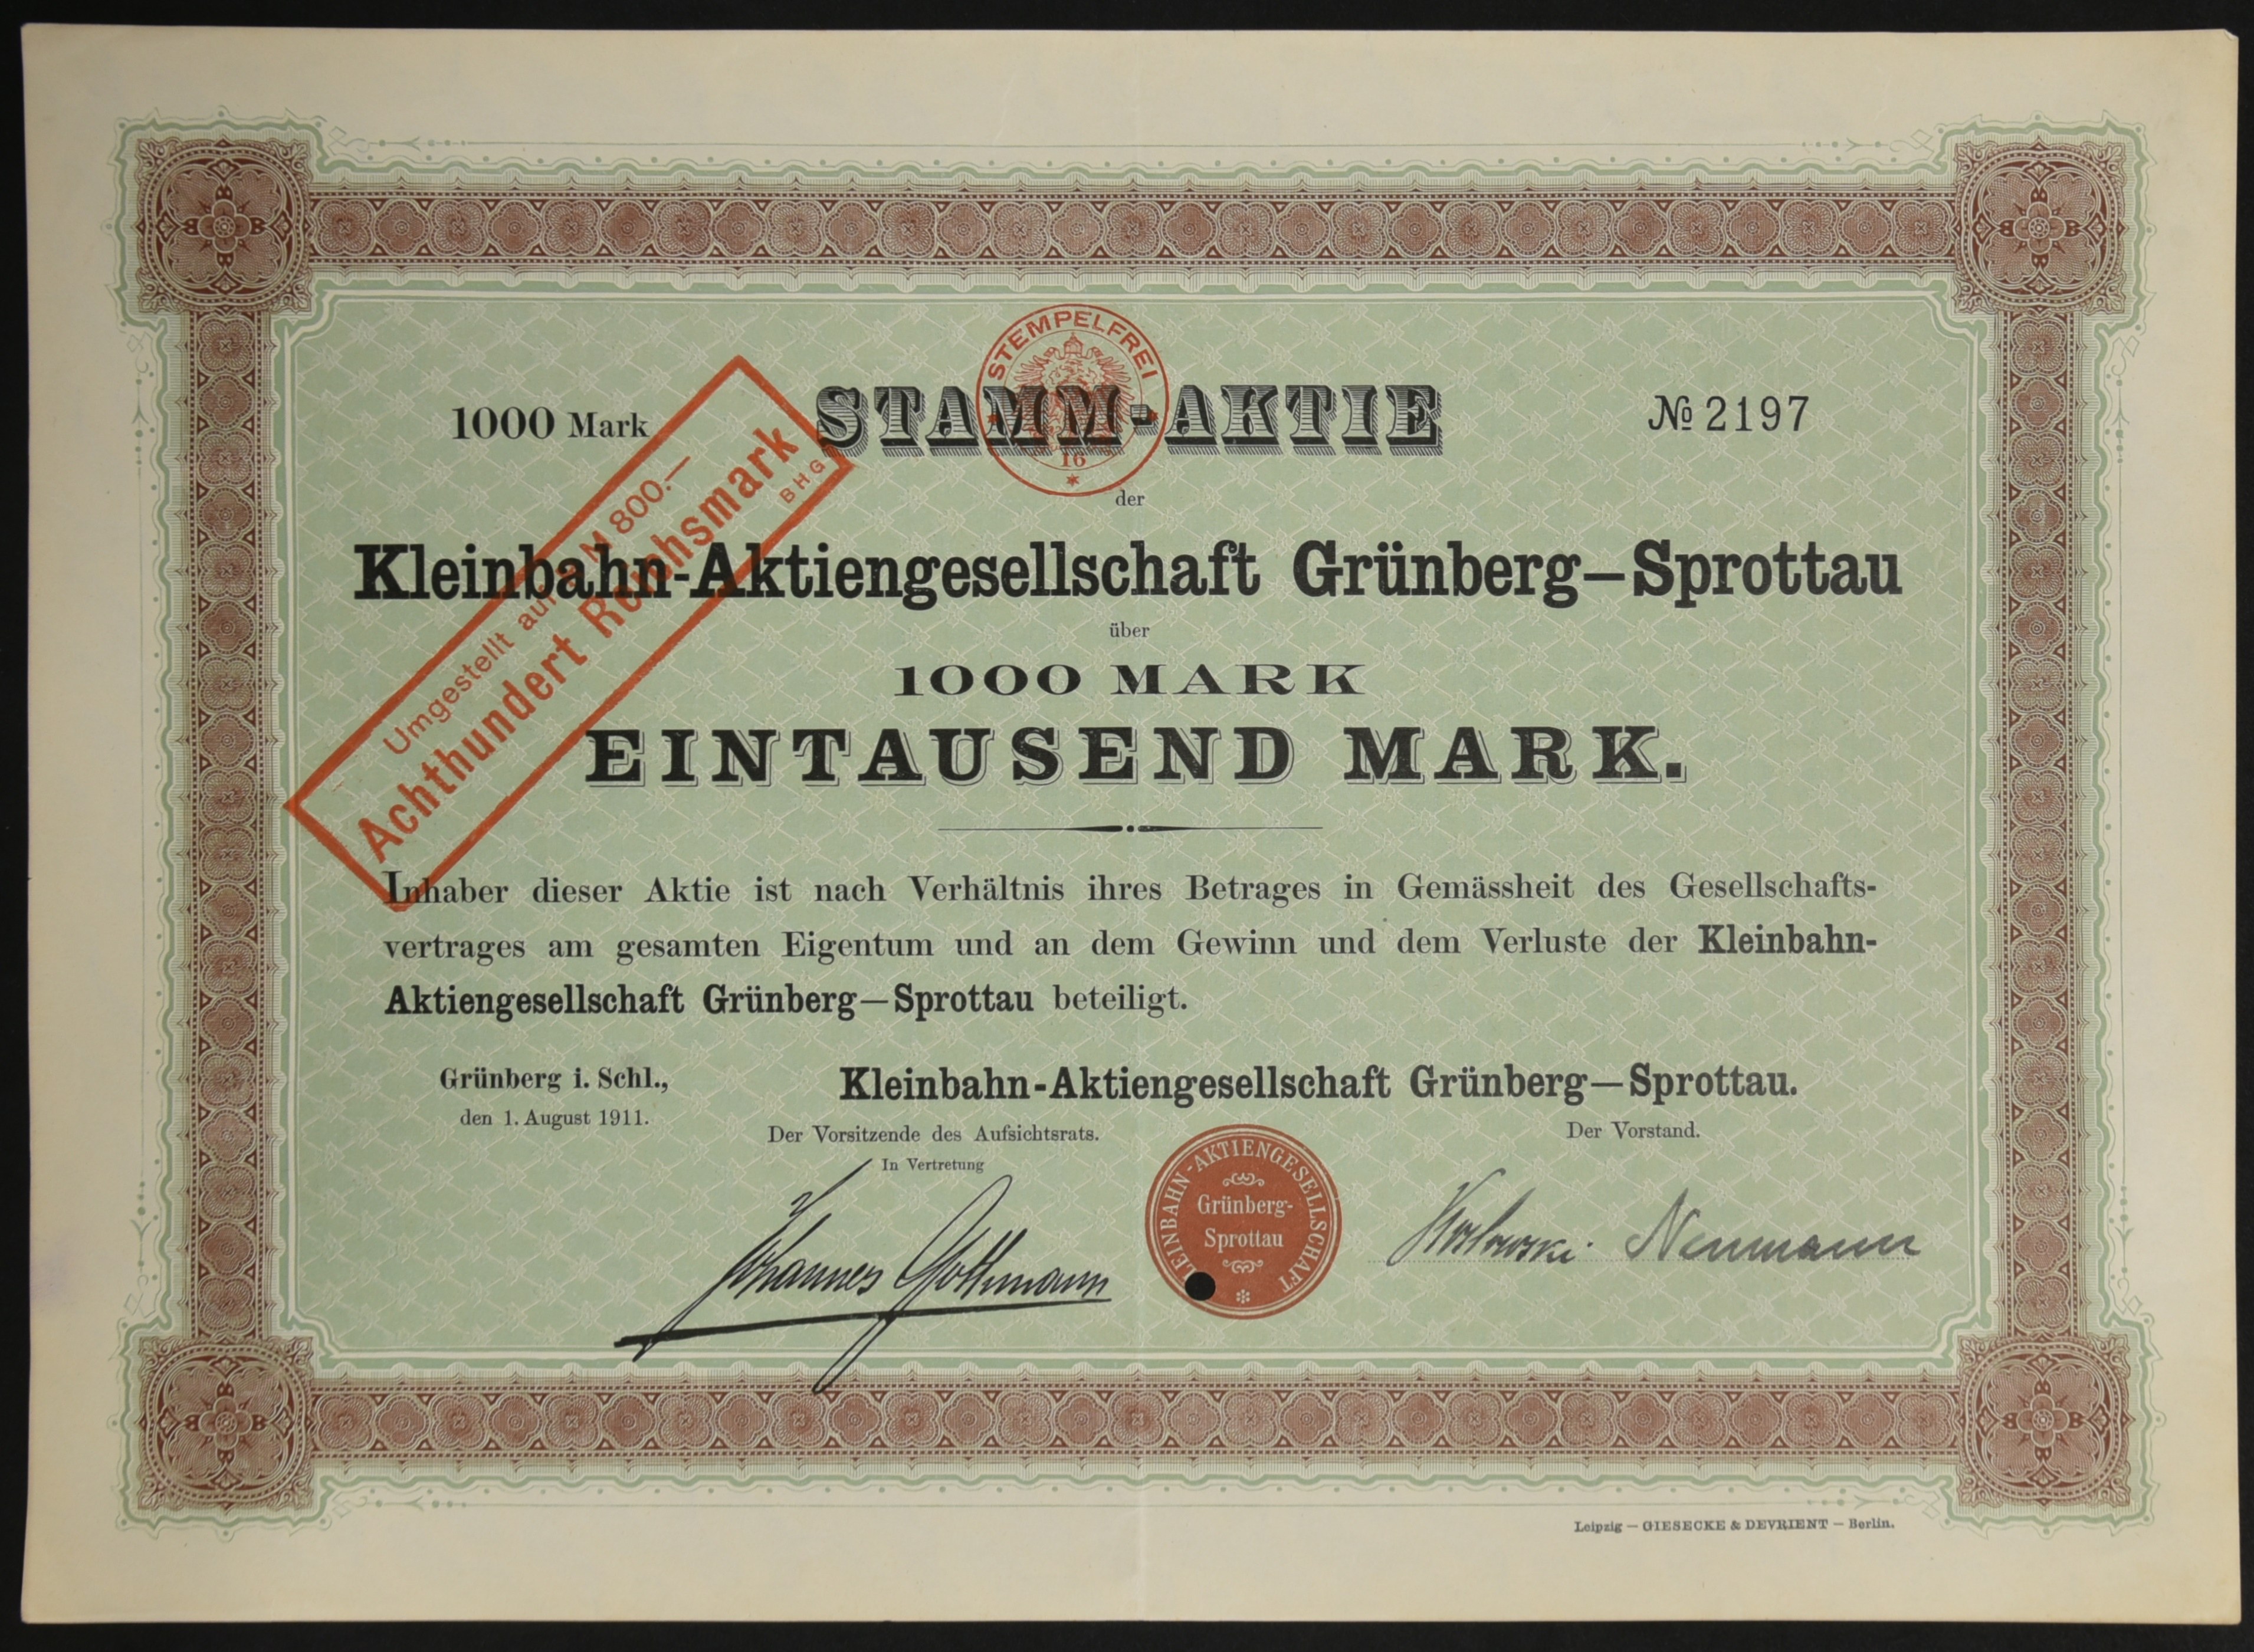 STEMPELFREI
16
1000 Mark
STAMM-AKTIE
№ 2197
der
Kleinbahn-Aktiengesellschaft Grünberg—Sprottau
über
1000 MARK
EINTAUSEND MARK.
Umgestellt auf 800.—
Achthundert Reichsmark
BHG
Inhaber dieser Aktie ist nach Verhältnis ihres Betrages in Gemässheit des Gesellschafts-
vertrages am gesamten Eigentum und an dem Gewinn und dem Verluste der Kleinbahn-
Aktiengesellschaft Grünberg—Sprottau beteiligt.
Grünberg i. Schl.,
den 1. August 1911.
Kleinbahn-Aktiengesellschaft Grünberg—Sprottau.
Der Vorsitzende des Aufsichtsrats.
In Vertretung
Der Vorstand.
Johannes
KLEINBAHN-AKTIENGESELLSCHAFT
Grünberg-
Sprottau
Neumann
Leipzig — GIESECKE & DEVRIENT — Berlin.